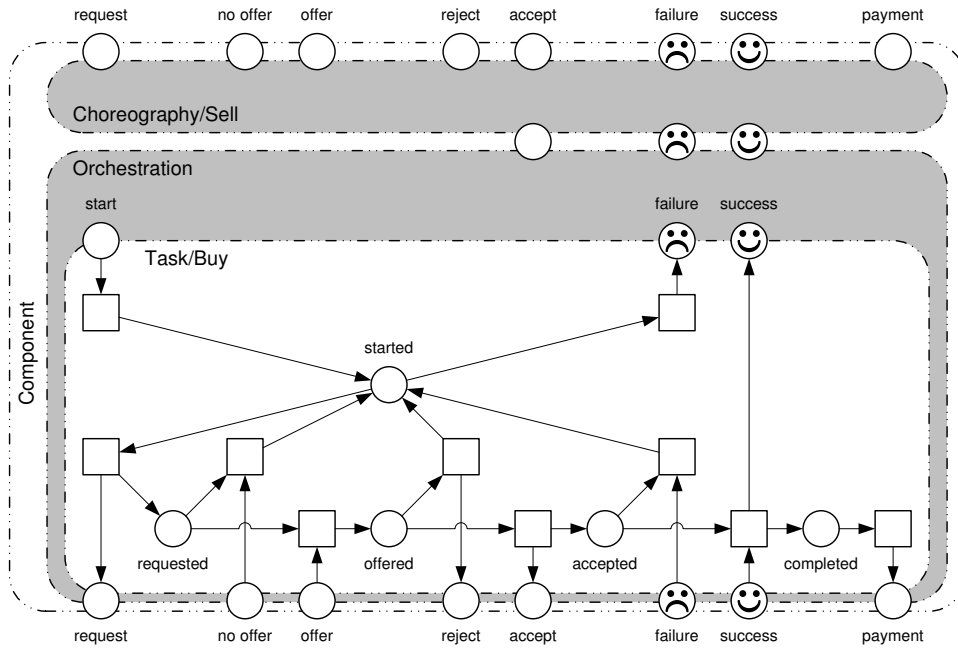 request
no offer
offer
reject
accept
failure
success
payment
Choreography/Sell
Orchestration
start
failure
success
Task/Buy
Component
started
requested
offered
accepted
completed
request
no offer
offer
reject
accept
failure
success
payment